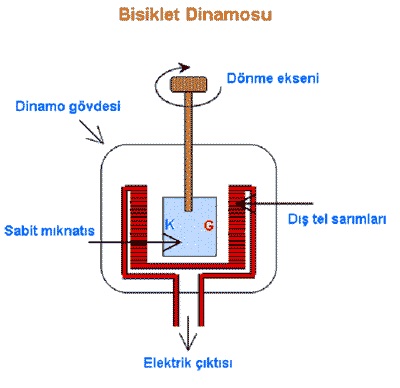 Bisiklet Dinamosu
Dönme ekseni
Dinamo gövdesi
K
G
Dış tel sarımları
Sabit mıknatıs
Elektrik çıktısı